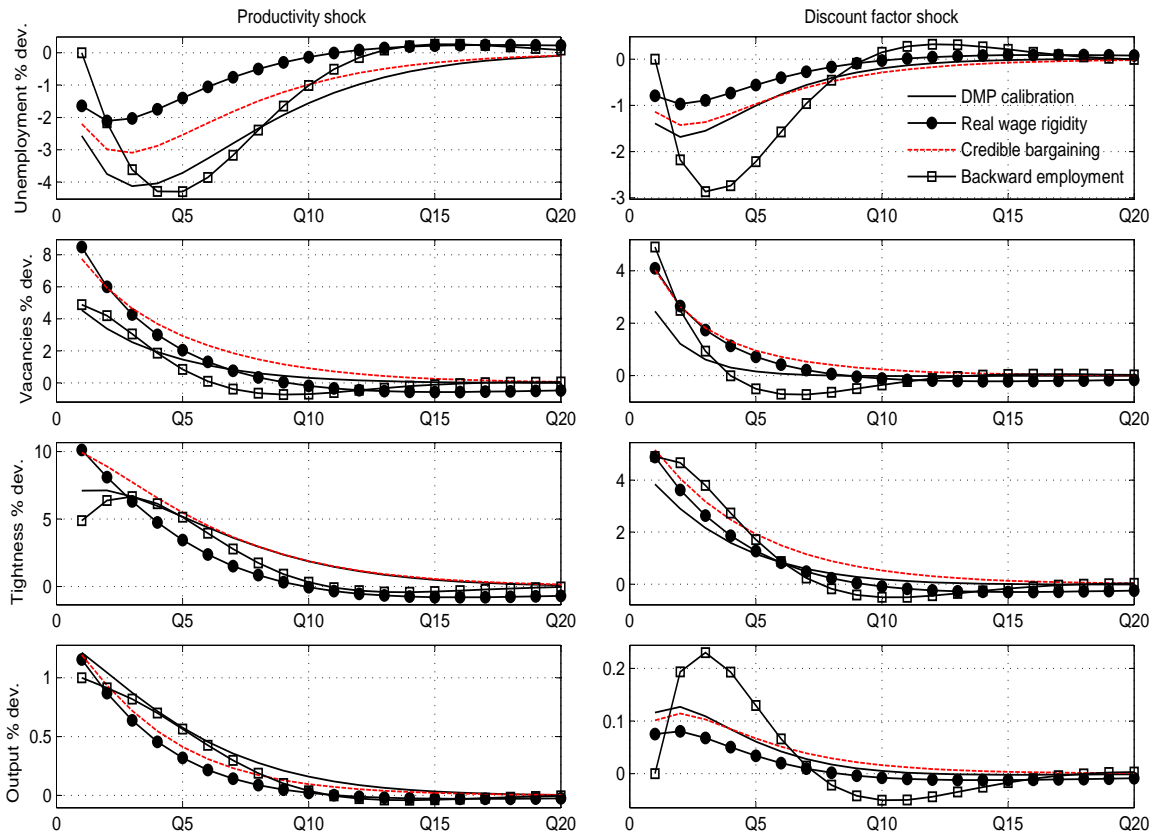 Productivity shock
Discount factor shock
Unemployment % dev.
0
-1
-2
-3
-4
0 Q5 Q10 Q15 Q20
0
-1
-2
-3
0 Q5 Q10 Q15 Q20
DMP calibration
Real wage rigidity
Credible bargaining
Backward employment
Vacancies % dev.
8
6
4
2
0
0 Q5 Q10 Q15 Q20
4
2
0
0 Q5 Q10 Q15 Q20
Tightness % dev.
10
5
0
0 Q5 Q10 Q15 Q20
4
2
0
0 Q5 Q10 Q15 Q20
Output % dev.
1
0.5
0
0 Q5 Q10 Q15 Q20
0.2
0.1
0
0 Q5 Q10 Q15 Q20